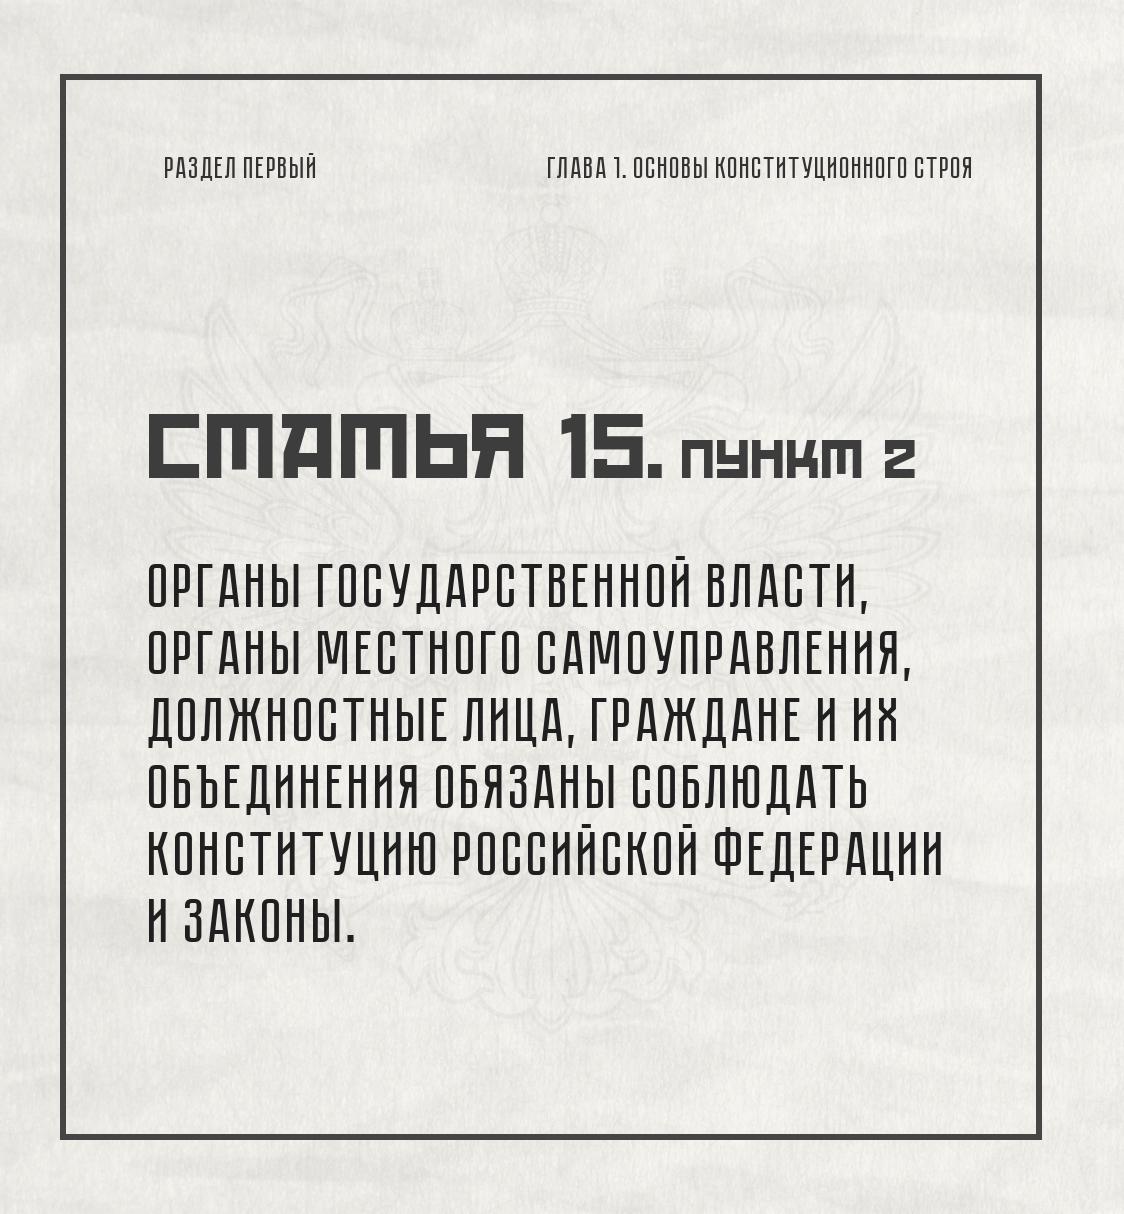 РАЗДЕЛ ПЕРВЫЙ
ГЛАВА 1. ОСНОВЫ КОНСТИТУЦИОННОГО СТРОЯ
СТАТЬЯ 15. ПУНКТ 2
ОРГАНЫ ГОСУДАРСТВЕННОЙ ВЛАСТИ,
ОРГАНЫ МЕСТНОГО САМОУПРАВЛЕНИЯ,
ДОЛЖНОСТНЫЕ ЛИЦА, ГРАЖДАНЕ И ИХ
ОБЪЕДИНЕНИЯ ОБЯЗАНЫ СОБЛЮДАТЬ
КОНСТИТУЦИЮ РОССИЙСКОЙ ФЕДЕРАЦИИ
И ЗАКОНЫ.